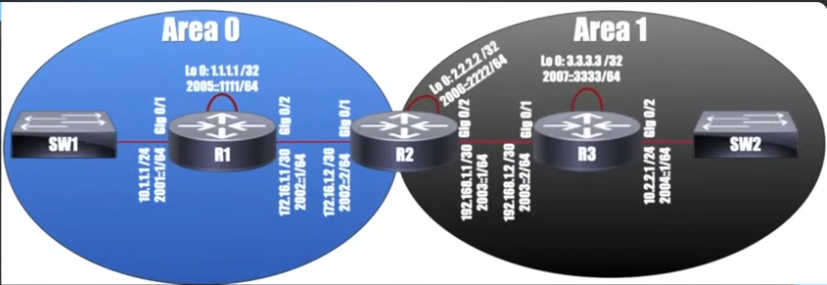 Area 0
Area 1
Lo 0: 1.1.1.1 /32
2005::1111/64
Lo 0: 2.2.2.2 /32
2006::2222/64
Lo 0: 3.3.3.3 /32
2007::3333/64
SW1
Gig 0/1
10.1.1.1 /24
2001::1/64
R1
Gig 0/2
172.16.1.1 /30
2002::1/64
Gig 0/1
172.16.1.2 /30
2002::2/64
R2
Gig 0/2
192.168.1.1 /30
2003::1/64
Gig 0/1
192.168.1.2 /30
2003::2/64
R3
Gig 0/2
10.2.2.1 /24
2004::1/64
SW2